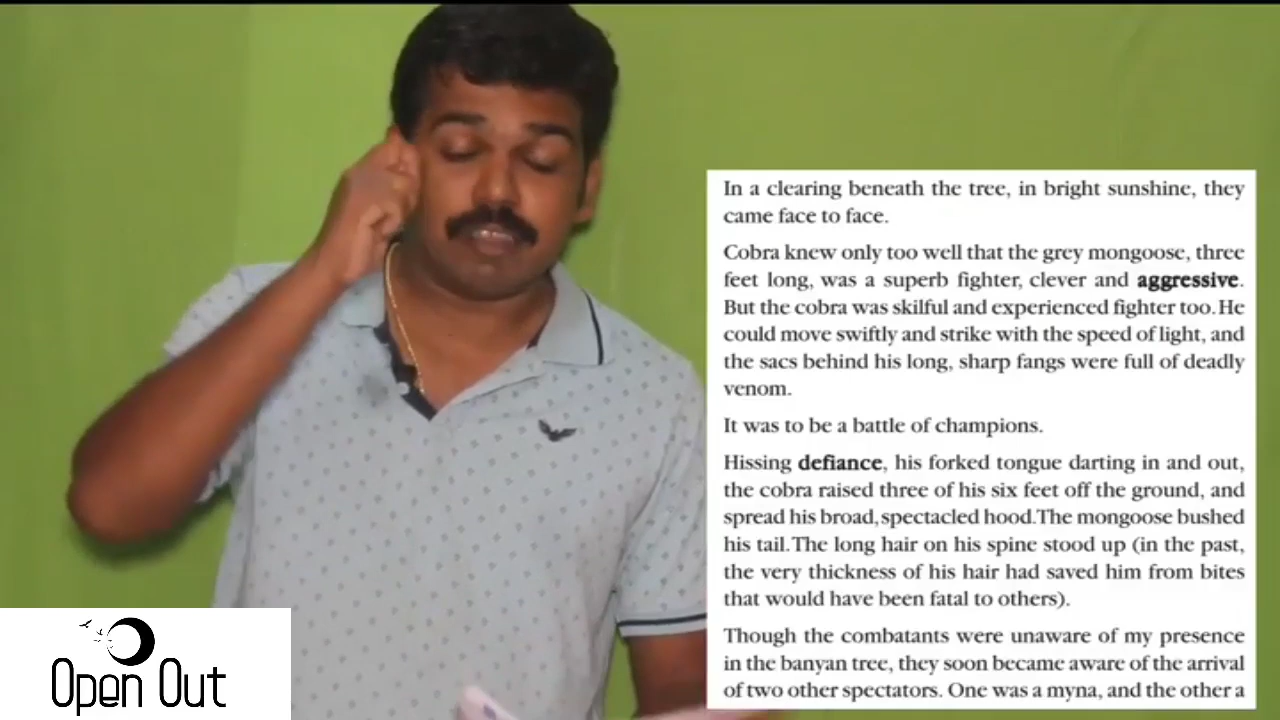 In a clearing beneath the tree, in bright sunshine, they
came face to face.
Cobra knew only too well that the grey mongoose, three
feet long, was a superb fighter, clever and aggressive.
But the cobra was skilful and experienced fighter too. He
could move swiftly and strike with the speed of light, and
the sacs behind his long, sharp fangs were full of deadly
venom.
It was to be a battle of champions.
Hissing defiance, his forked tongue darting in and out,
the cobra raised three of his six feet off the ground, and
spread his broad, spectacled hood. The mongoose bushed
his tail. The long hair on his spine stood up (in the past,
the very thickness of his hair had saved him from bites
that would have been fatal to others).
Though the combatants were unaware of my presence
in the banyan tree, they soon became aware of the arrival
of two other spectators. One was a myna, and the other a
Open Out